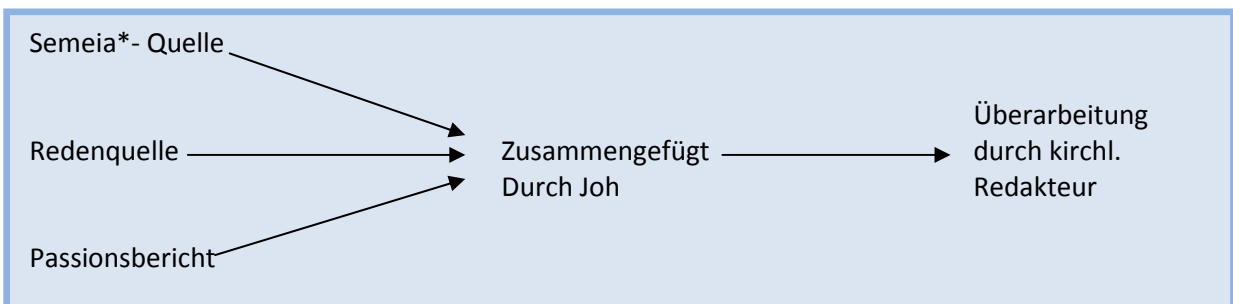 Semeia*- Quelle
Redenquelle
Passionsbericht
Zusammengefügt
Durch Joh
Überarbeitung
durch kirchl.
Redakteur